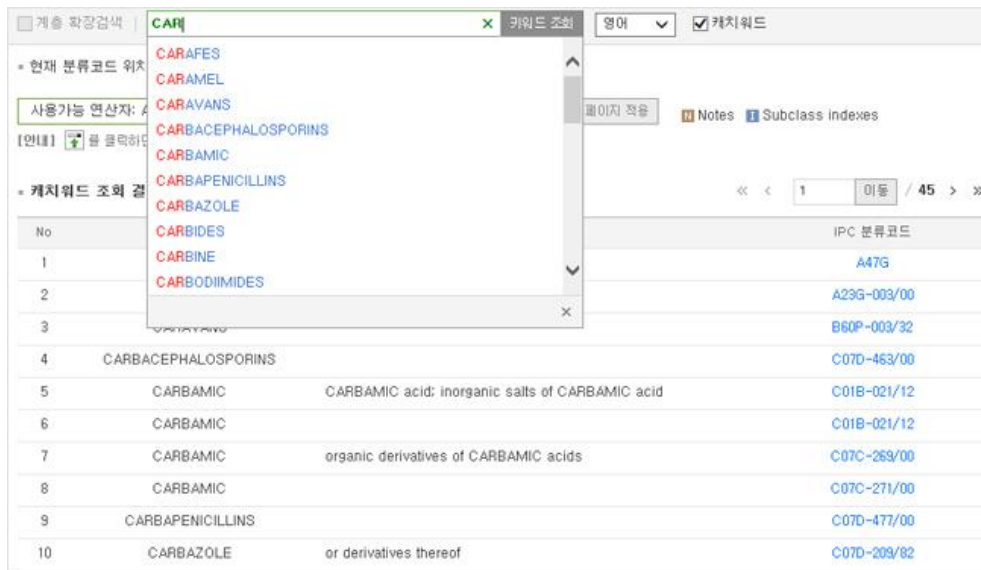 계층 확장검색 CAR × 키워드 조회 영어 캐치워드
CARAFES
• 현재 분류코드 위치
CARAMEL
사용가능 연산자: CARAVANS 페이지 적용 N Notes I Subclass indexes
CARBACEPHALOSPORINS
[안내] 를 클릭하면
CARBAMIC
CARBAPENICILLINS
• 캐치워드 조회 결 « < 1 이동 / 45 > »
CARBAZOLE
No CARBIDES IPC 분류코드
1 CARBINE A47G
CARBODIIMIDES
2 A23G-003/00
×
3 CARAVANS B60P-003/32
4 CARBACEPHALOSPORINS C07D-463/00
5 CARBAMIC CARBAMIC acid; inorganic salts of CARBAMIC acid C01B-021/12
6 CARBAMIC C01B-021/12
7 CARBAMIC organic derivatives of CARBAMIC acids C07C-269/00
8 CARBAMIC C07C-271/00
9 CARBAPENICILLINS C07D-477/00
10 CARBAZOLE or derivatives thereof C07D-209/82